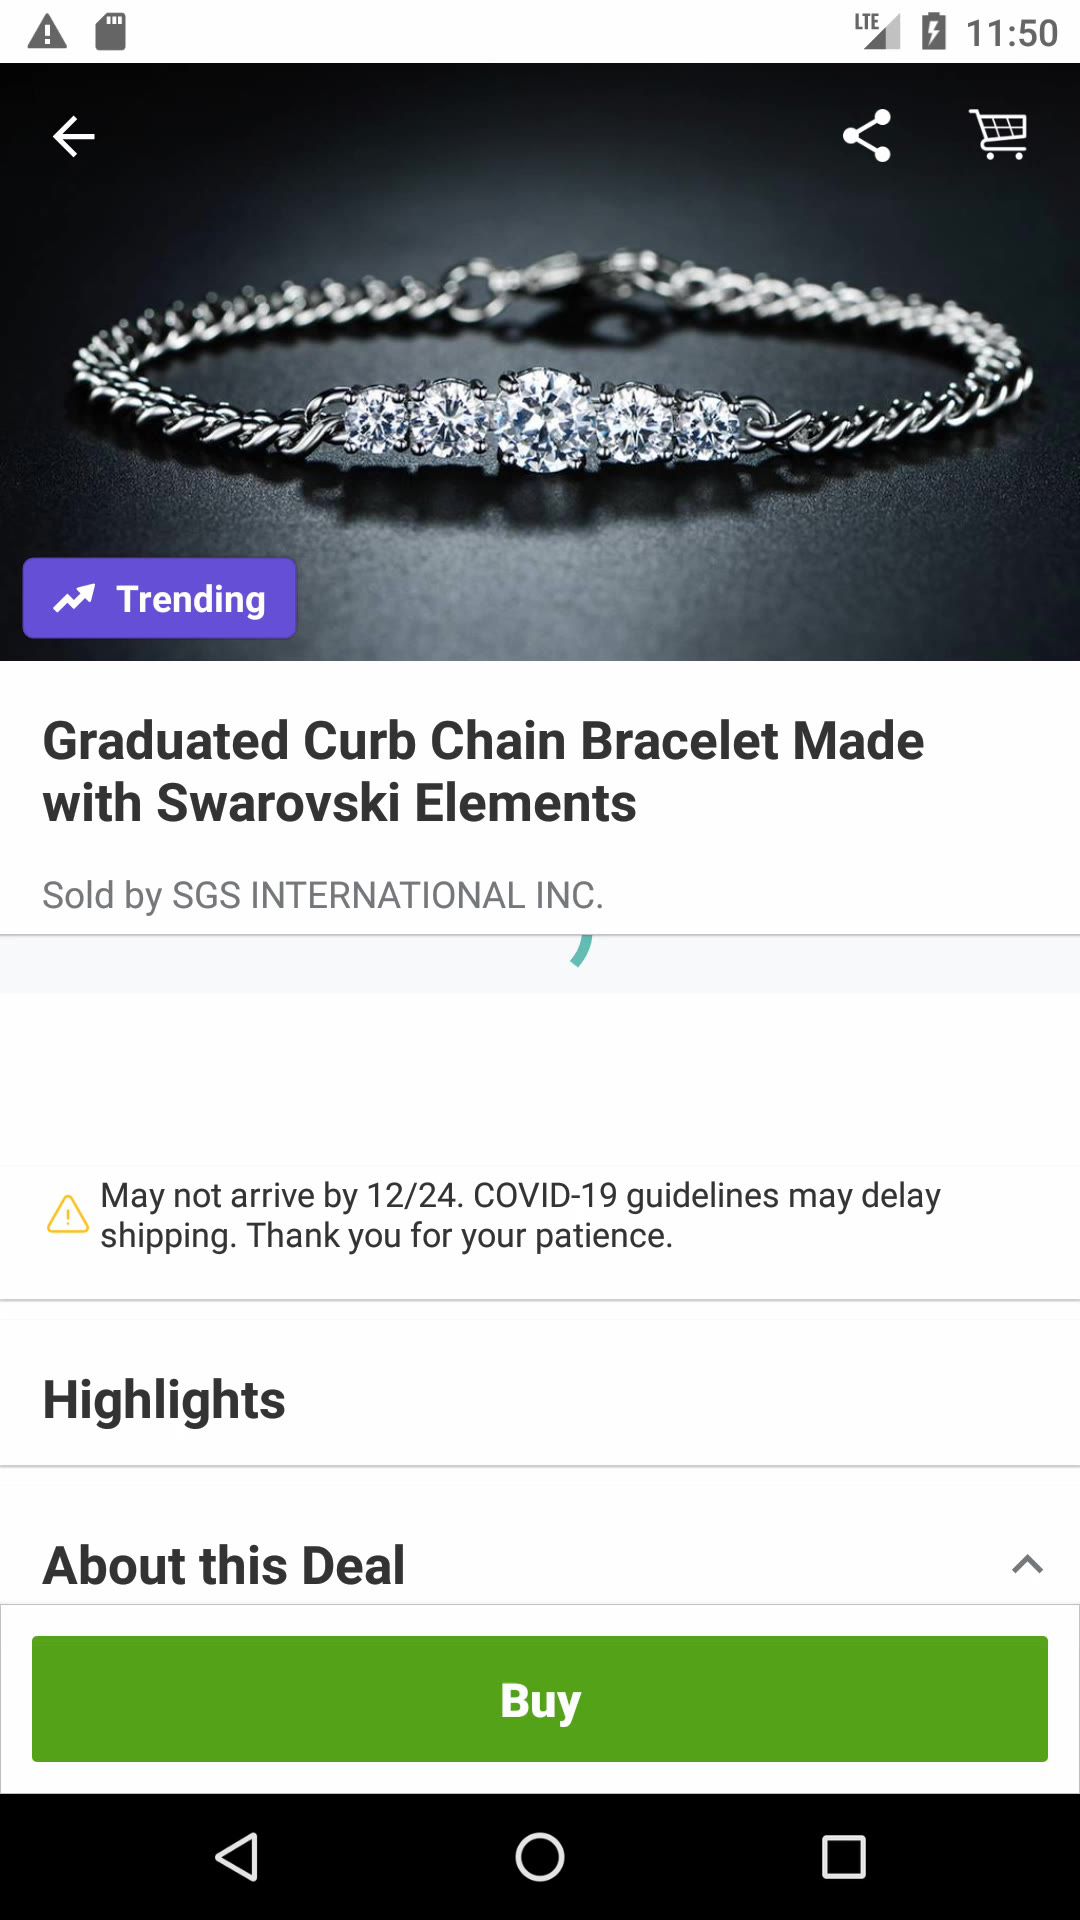 LTE 11:50
Trending
Graduated Curb Chain Bracelet Made
with Swarovski Elements
Sold by SGS INTERNATIONAL INC.
May not arrive by 12/24. COVID-19 guidelines may delay
shipping. Thank you for your patience.
Highlights
About this Deal
Buy